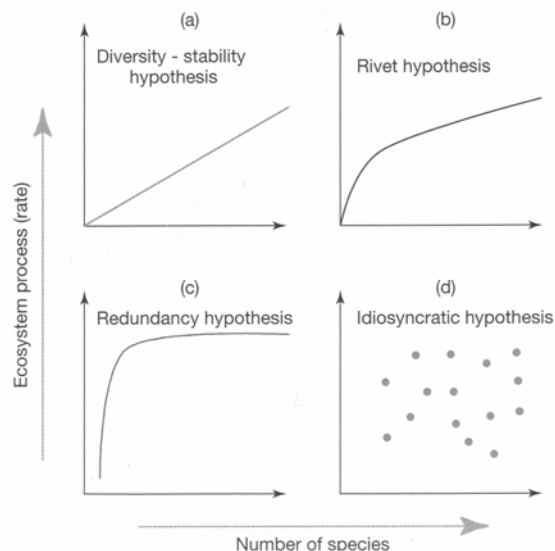 (a)
Diversity - stability
hypothesis
(b)
Rivet hypothesis
Ecosystem process (rate)
(c)
Redundancy hypothesis
(d)
Idiosyncratic hypothesis
Number of species